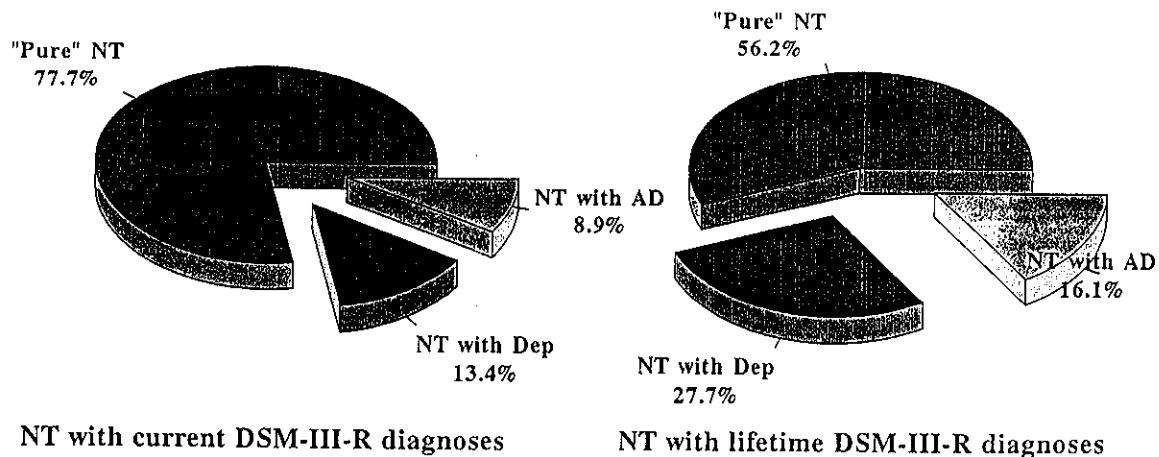 "Pure" NT
77.7%
NT with AD
8.9%
NT with Dep
13.4%
NT with current DSM-III-R diagnoses
"Pure" NT
56.2%
NT with AD
16.1%
NT with Dep
27.7%
NT with lifetime DSM-III-R diagnoses